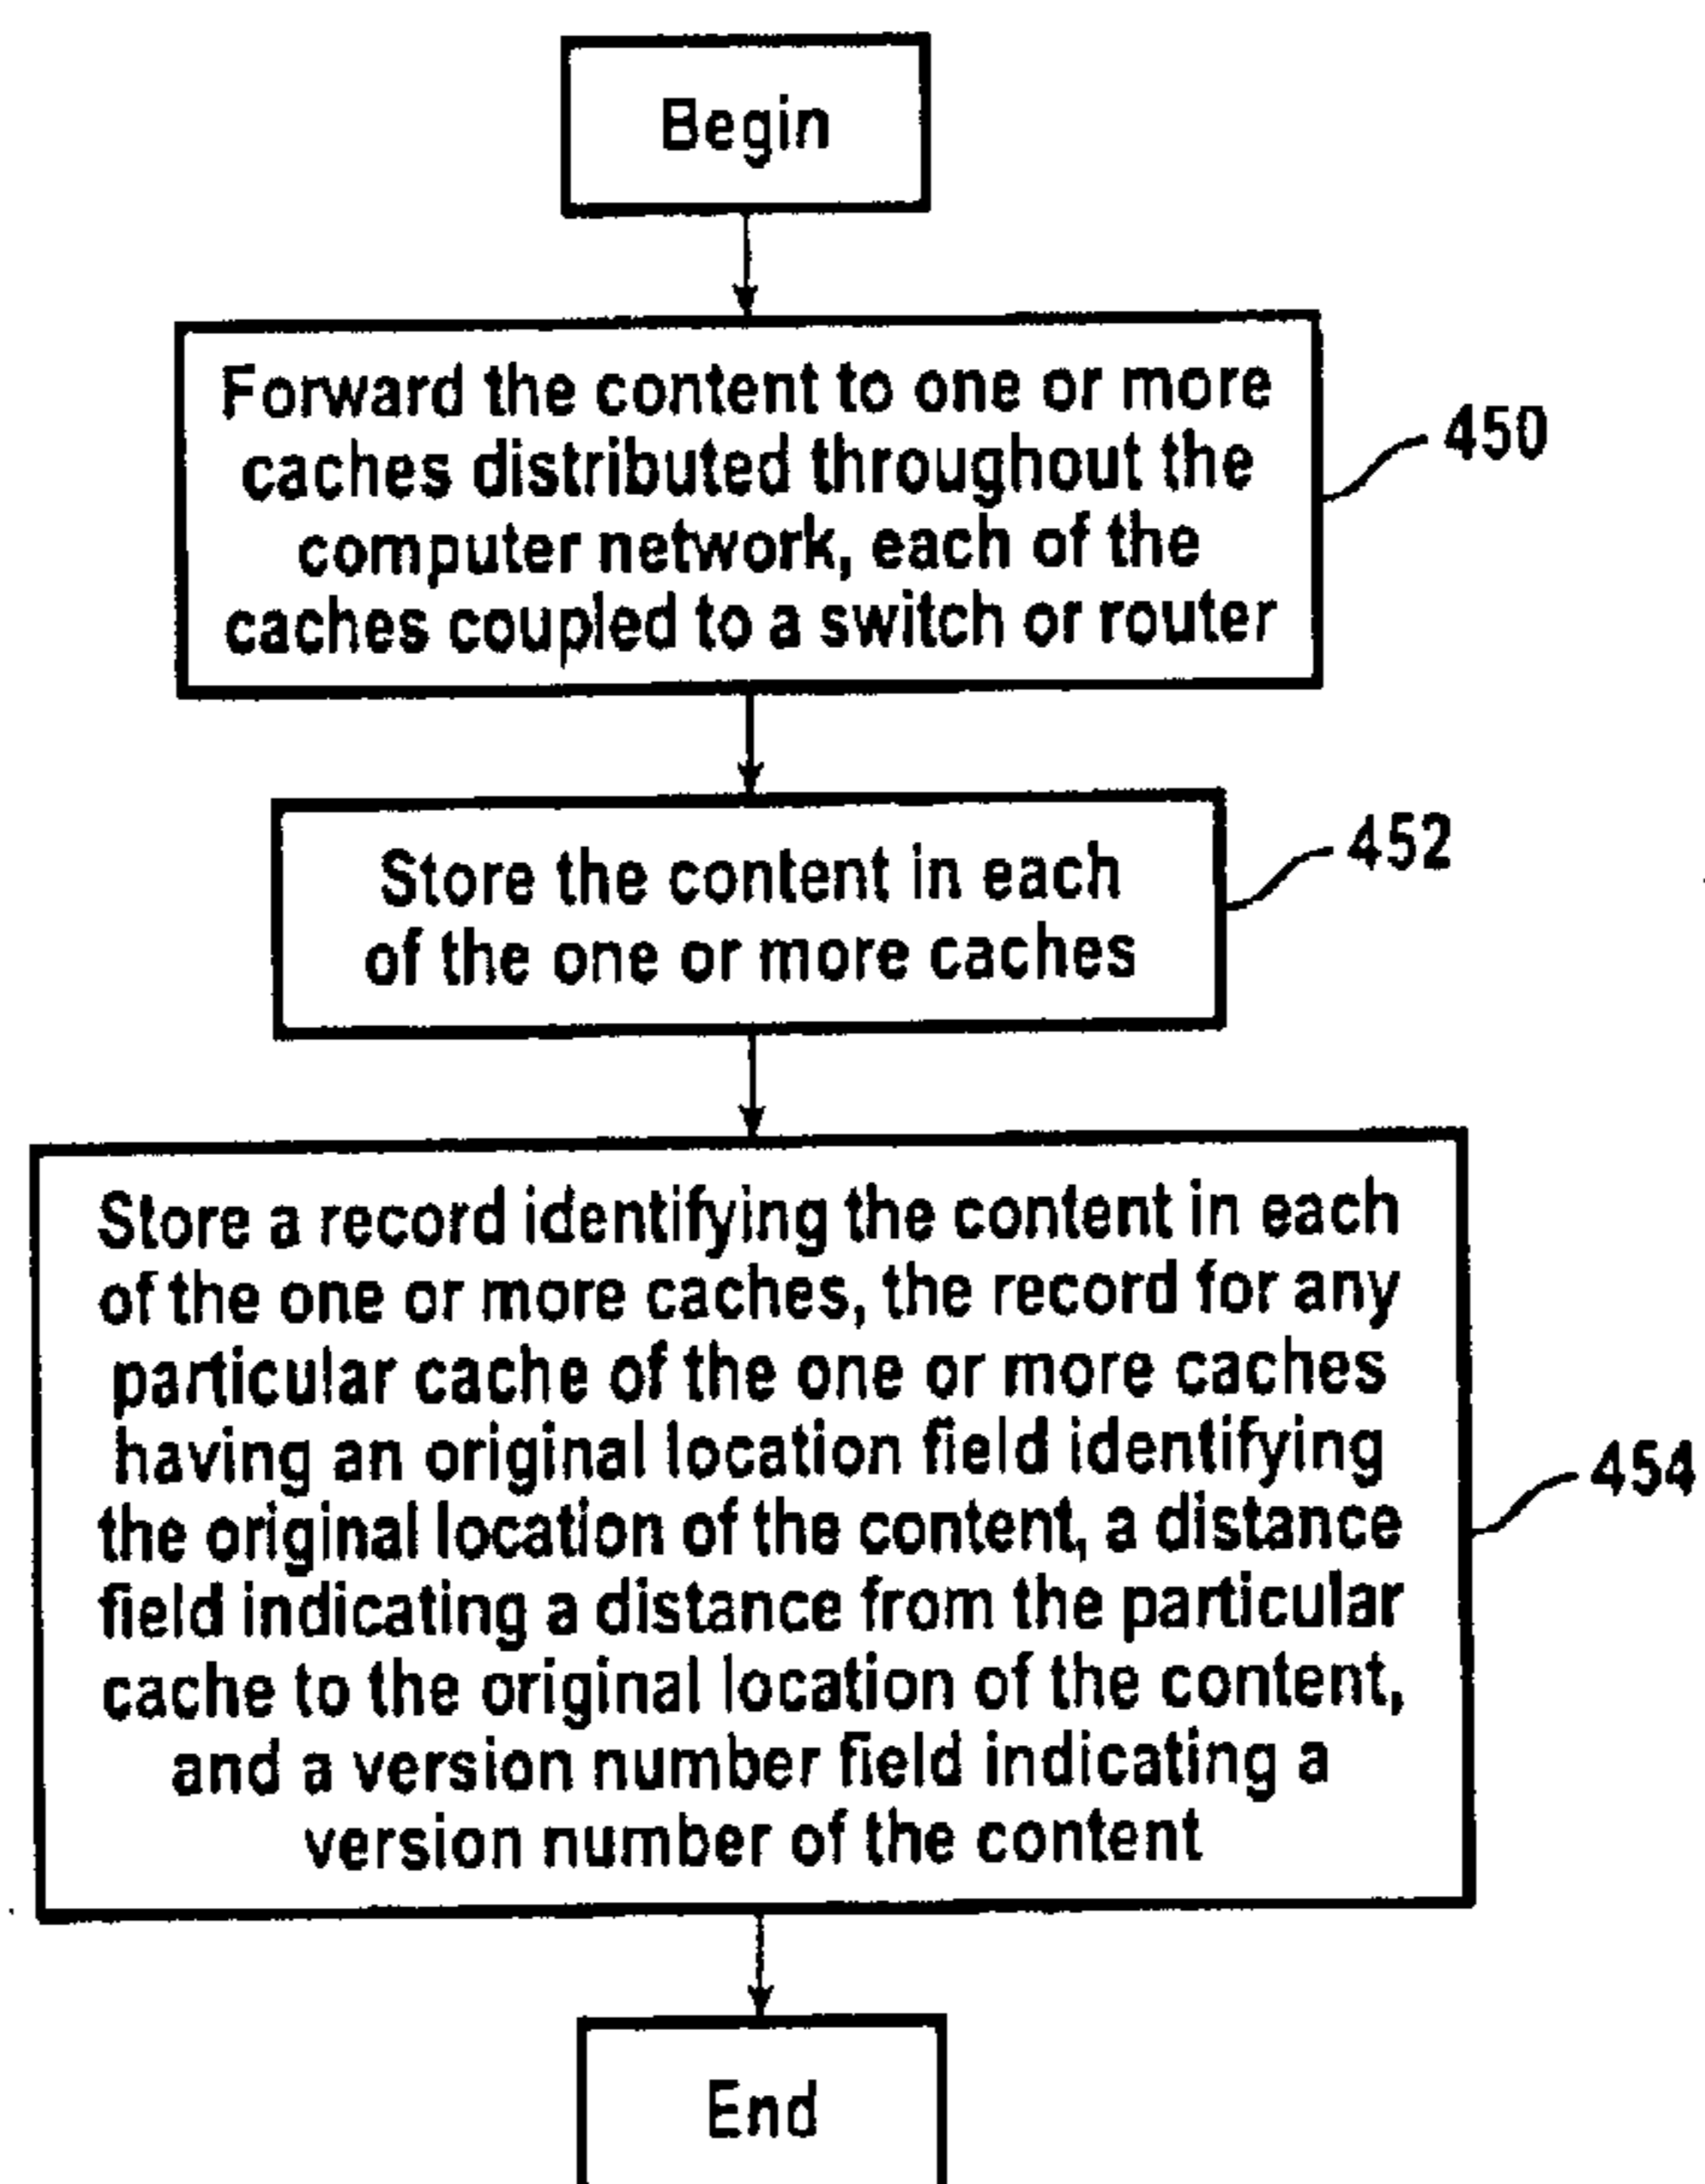 Begin
Forward the content to one or more
caches distributed throughout the
computer network, each of the
caches coupled to a switch or router
450
Store the content in each
of the one or more caches
452
Store a record identifying the content in each
of the one or more caches, the record for any
particular cache of the one or more caches
having an original location field identifying
the original location of the content, a distance
field indicating a distance from the particular
cache to the original location of the content,
and a version number field indicating a
version number of the content
454
End